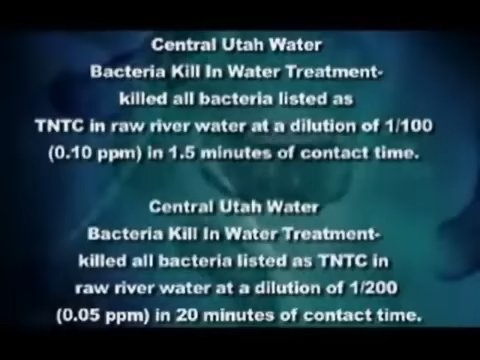 Central Utah Water
Bacteria Kill In Water Treatment-
killed all bacteria listed as
TNTC in raw river water at a dilution of 1/100
(0.10 ppm) in 1.5 minutes of contact time.
Central Utah Water
Bacteria Kill In Water Treatment-
killed all bacteria listed as TNTC in
raw river water at a dilution of 1/200
(0.05 ppm) in 20 minutes of contact time.